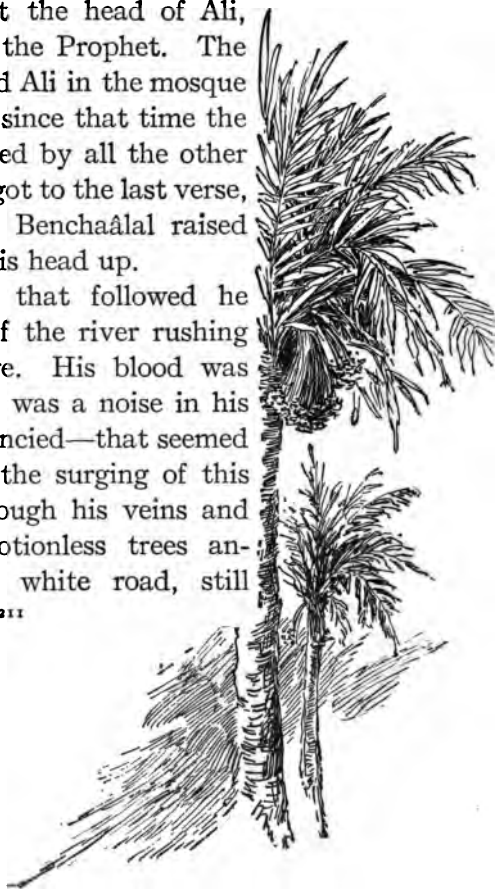 t the head of Ali,
the Prophet. The
d Ali in the mosque
since that time the
ed by all the other
got to the last verse,
Benchaâlal raised
is head up.
that followed he
f the river rushing
e. His blood was
was a noise in his
ncied—that seemed
the surging of this
ough his veins and
otionless trees an-
white road, still
211